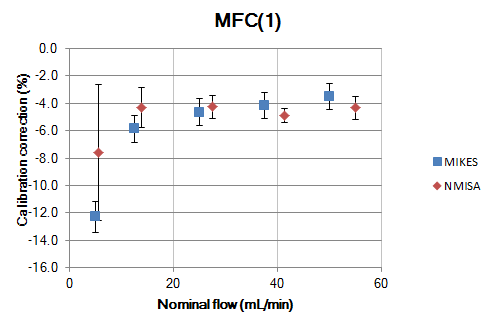 MFC(1)
0.0
-2.0
-4.0
-6.0
-8.0
-10.0
-12.0
-14.0
-16.0
Calibration correction (%)
0 20 40 60
Nominal flow (mL/min)
MIKES
NMISA